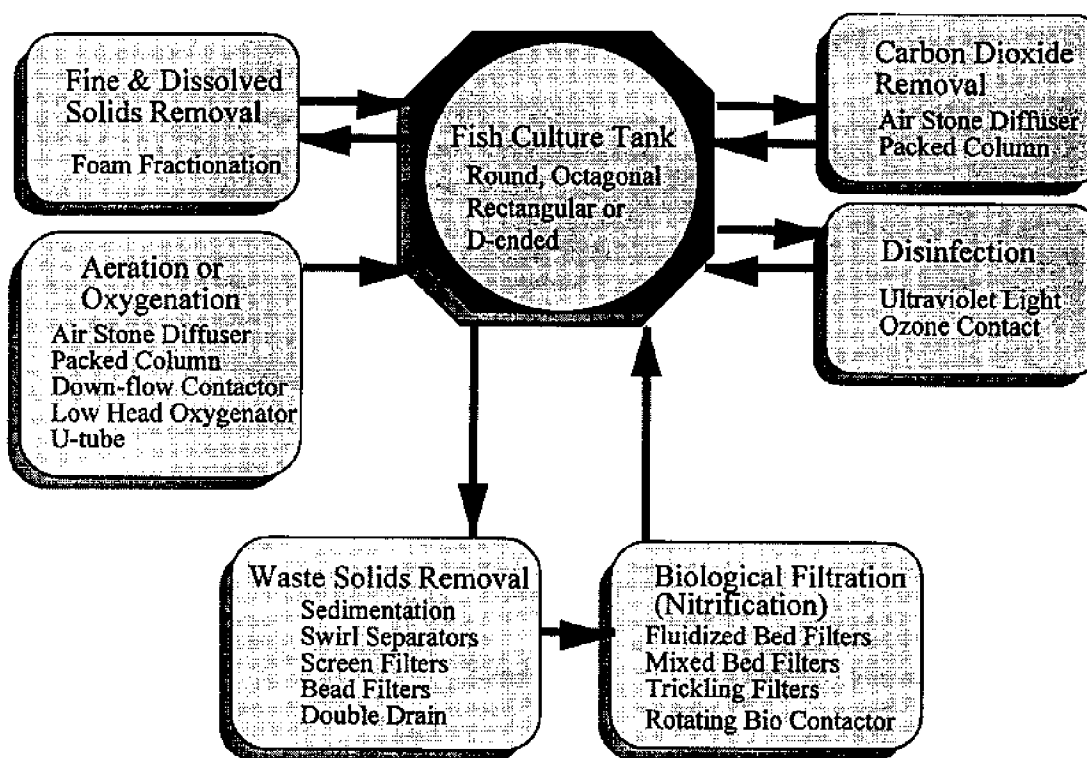 Fine & Dissolved
Solids Removal
Foam Fractionation
Fish Culture Tank
Round, Octagonal
Rectangular or
D-ended
Carbon Dioxide
Removal
Air Stone Diffuser
Packed Column
Aeration or
Oxygenation
Air Stone Diffuser
Packed Column
Down-flow Contactor
Low Head Oxygenator
U-tube
Disinfection
Ultraviolet Light
Ozone Contact
Waste Solids Removal
Sedimentation
Swirl Separators
Screen Filters
Bead Filters
Double Drain
Biological Filtration
(Nitrification)
Fluidized Bed Filters
Mixed Bed Filters
Trickling Filters
Rotating Bio Contactor